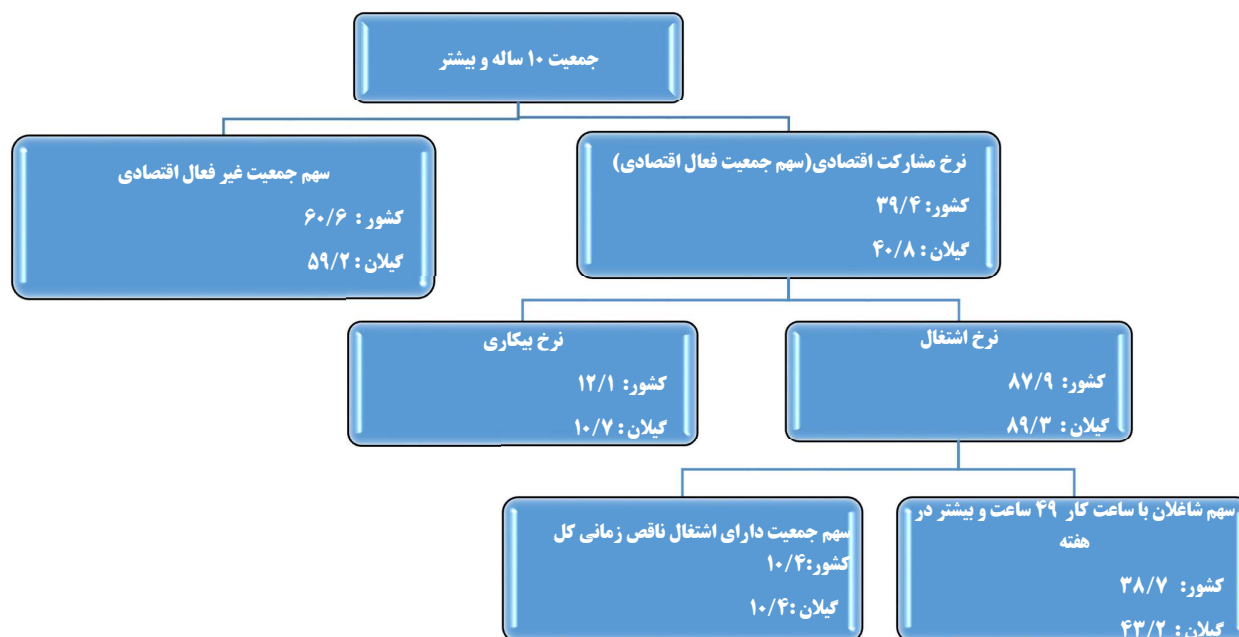 جمعیت ۱۰ ساله و بیشتر
نرخ مشارکت اقتصادی(سهم جمعیت فعال اقتصادی)
کشور: ۳۹/۴
گیلان : ۴۰/۸
سهم جمعیت غیر فعال اقتصادی
کشور : ۶۰/۶
گیلان : ۵۹/۲
نرخ اشتغال
کشور: ۸۷/۹
گیلان : ۸۹/۳
نرخ بیکاری
کشور: ۱۲/۱
گیلان : ۱۰/۷
سهم شاغلان با ساعت کار ۴۹ ساعت و بیشتر در
هفته
کشور: ۳۸/۷
گیلان : ۴۳/۲
سهم جمعیت دارای اشتغال ناقص زمانی کل
کشور:۱۰/۴
گیلان :۱۰/۴